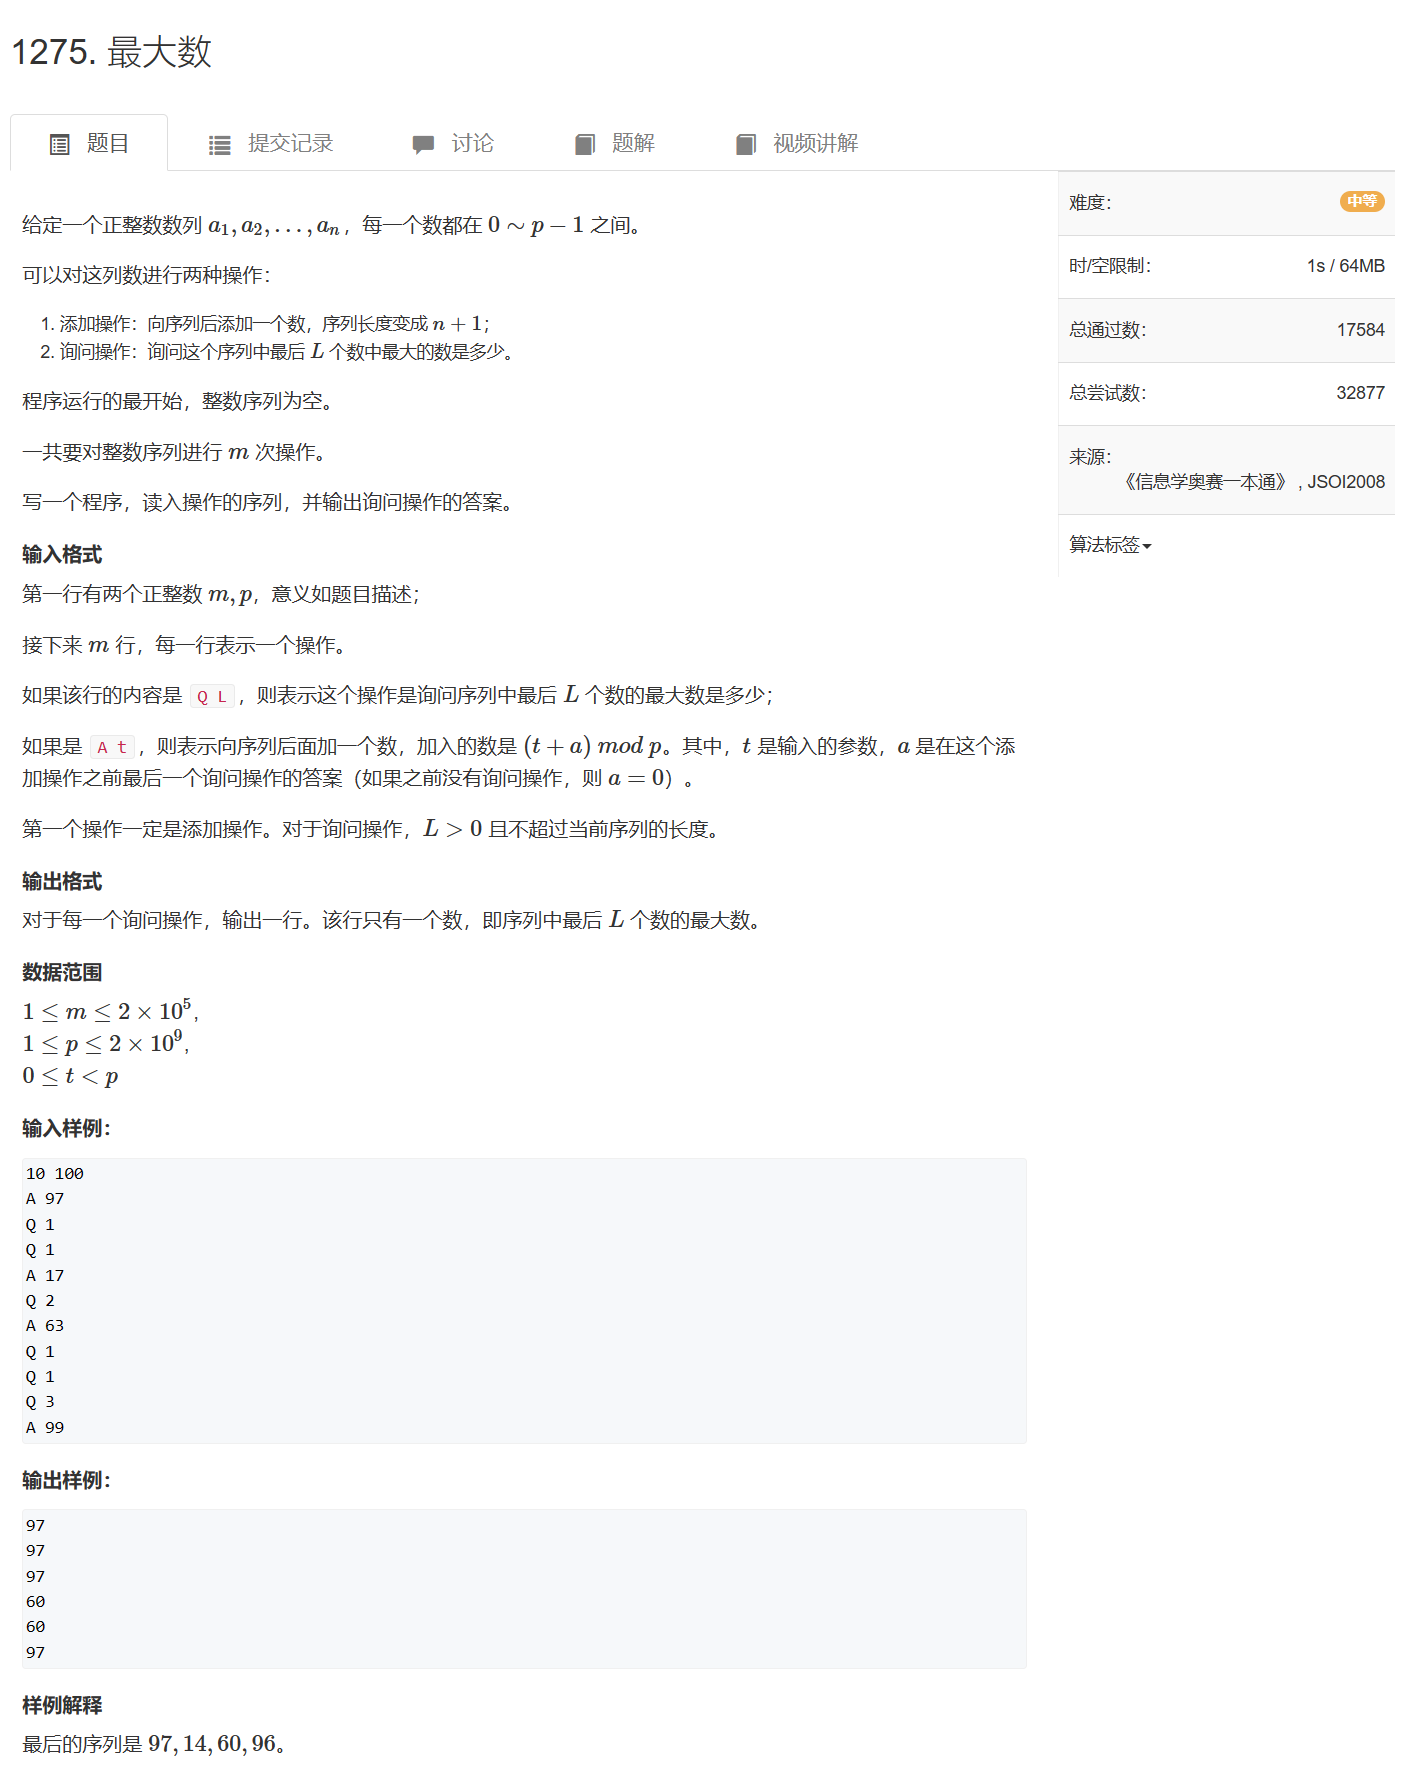 1275. 最大数
题目 提交记录 讨论 题解 视频讲解
给定一个正整数数列 a₁, a₂, …, aₙ，每一个数都在 0 ∼ p − 1 之间。
可以对这列数进行两种操作：
1. 添加操作：向序列后添加一个数，序列长度变成 n + 1；
2. 询问操作：询问这个序列中最后 L 个数中最大的数是多少。
程序运行的最开始，整数序列为空。
一共要对整数序列进行 m 次操作。
写一个程序，读入操作的序列，并输出询问操作的答案。
输入格式
第一行有两个正整数 m, p，意义如题目描述；
接下来 m 行，每一行表示一个操作。
如果该行的内容是 Q L，则表示这个操作是询问序列中最后 L 个数的最大数是多少；
如果是 A t，则表示向序列后面加一个数，加入的数是 (t + a) mod p。其中，t 是输入的参数，a 是在这个添
加操作之前最后一个询问操作的答案（如果之前没有询问操作，则 a = 0）。
第一个操作一定是添加操作。对于询问操作，L > 0 且不超过当前序列的长度。
输出格式
对于每一个询问操作，输出一行。该行只有一个数，即序列中最后 L 个数的最大数。
数据范围
1 ≤ m ≤ 2 × 10⁵,
1 ≤ p ≤ 2 × 10⁹,
0 ≤ t < p
输入样例：
10 100
A 97
Q 1
Q 1
A 17
Q 2
A 63
Q 1
Q 1
Q 3
A 99
输出样例：
97
97
97
60
60
97
样例解释
最后的序列是 97, 14, 60, 96。
难度： 中等
时/空限制： 1s / 64MB
总通过数： 17584
总尝试数： 32877
来源：
《信息学奥赛一本通》 , JSOI2008
算法标签